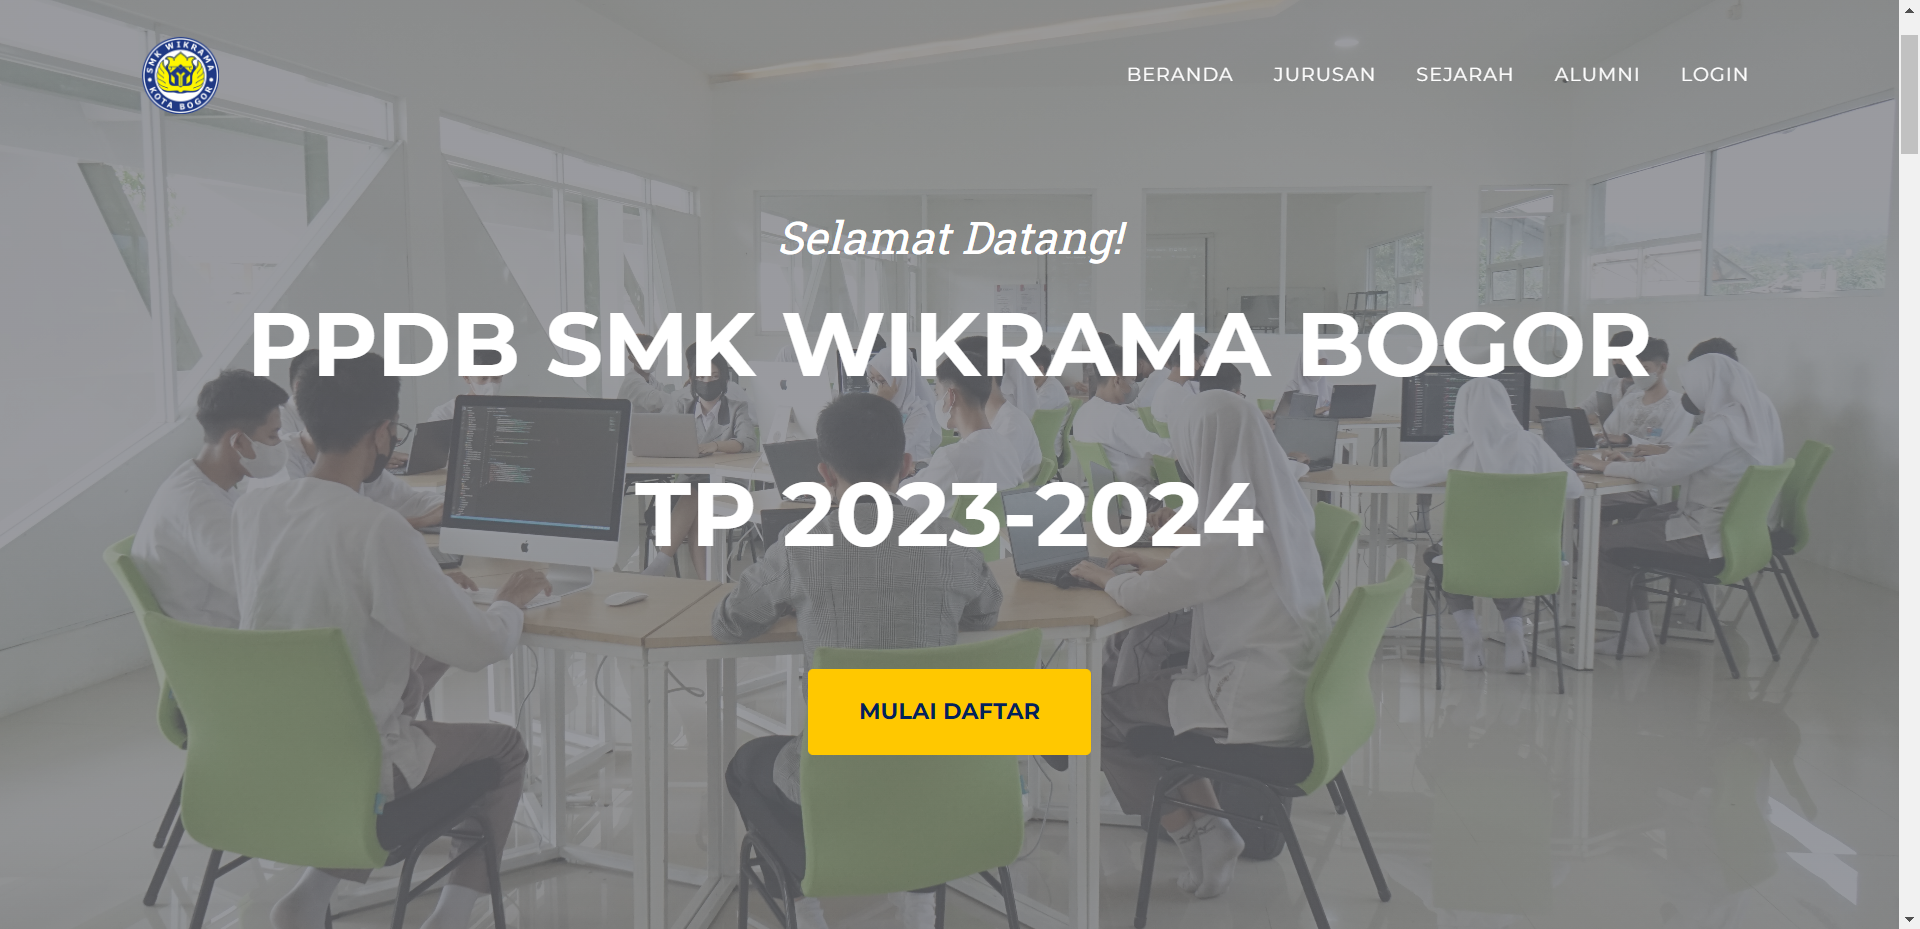 SMK WIKRAMA
KOTA BOGOR
BERANDA JURUSAN SEJARAH ALUMNI LOGIN
Selamat Datang!
PPDB SMK WIKRAMA BOGOR
TP 2023-2024
MULAI DAFTAR